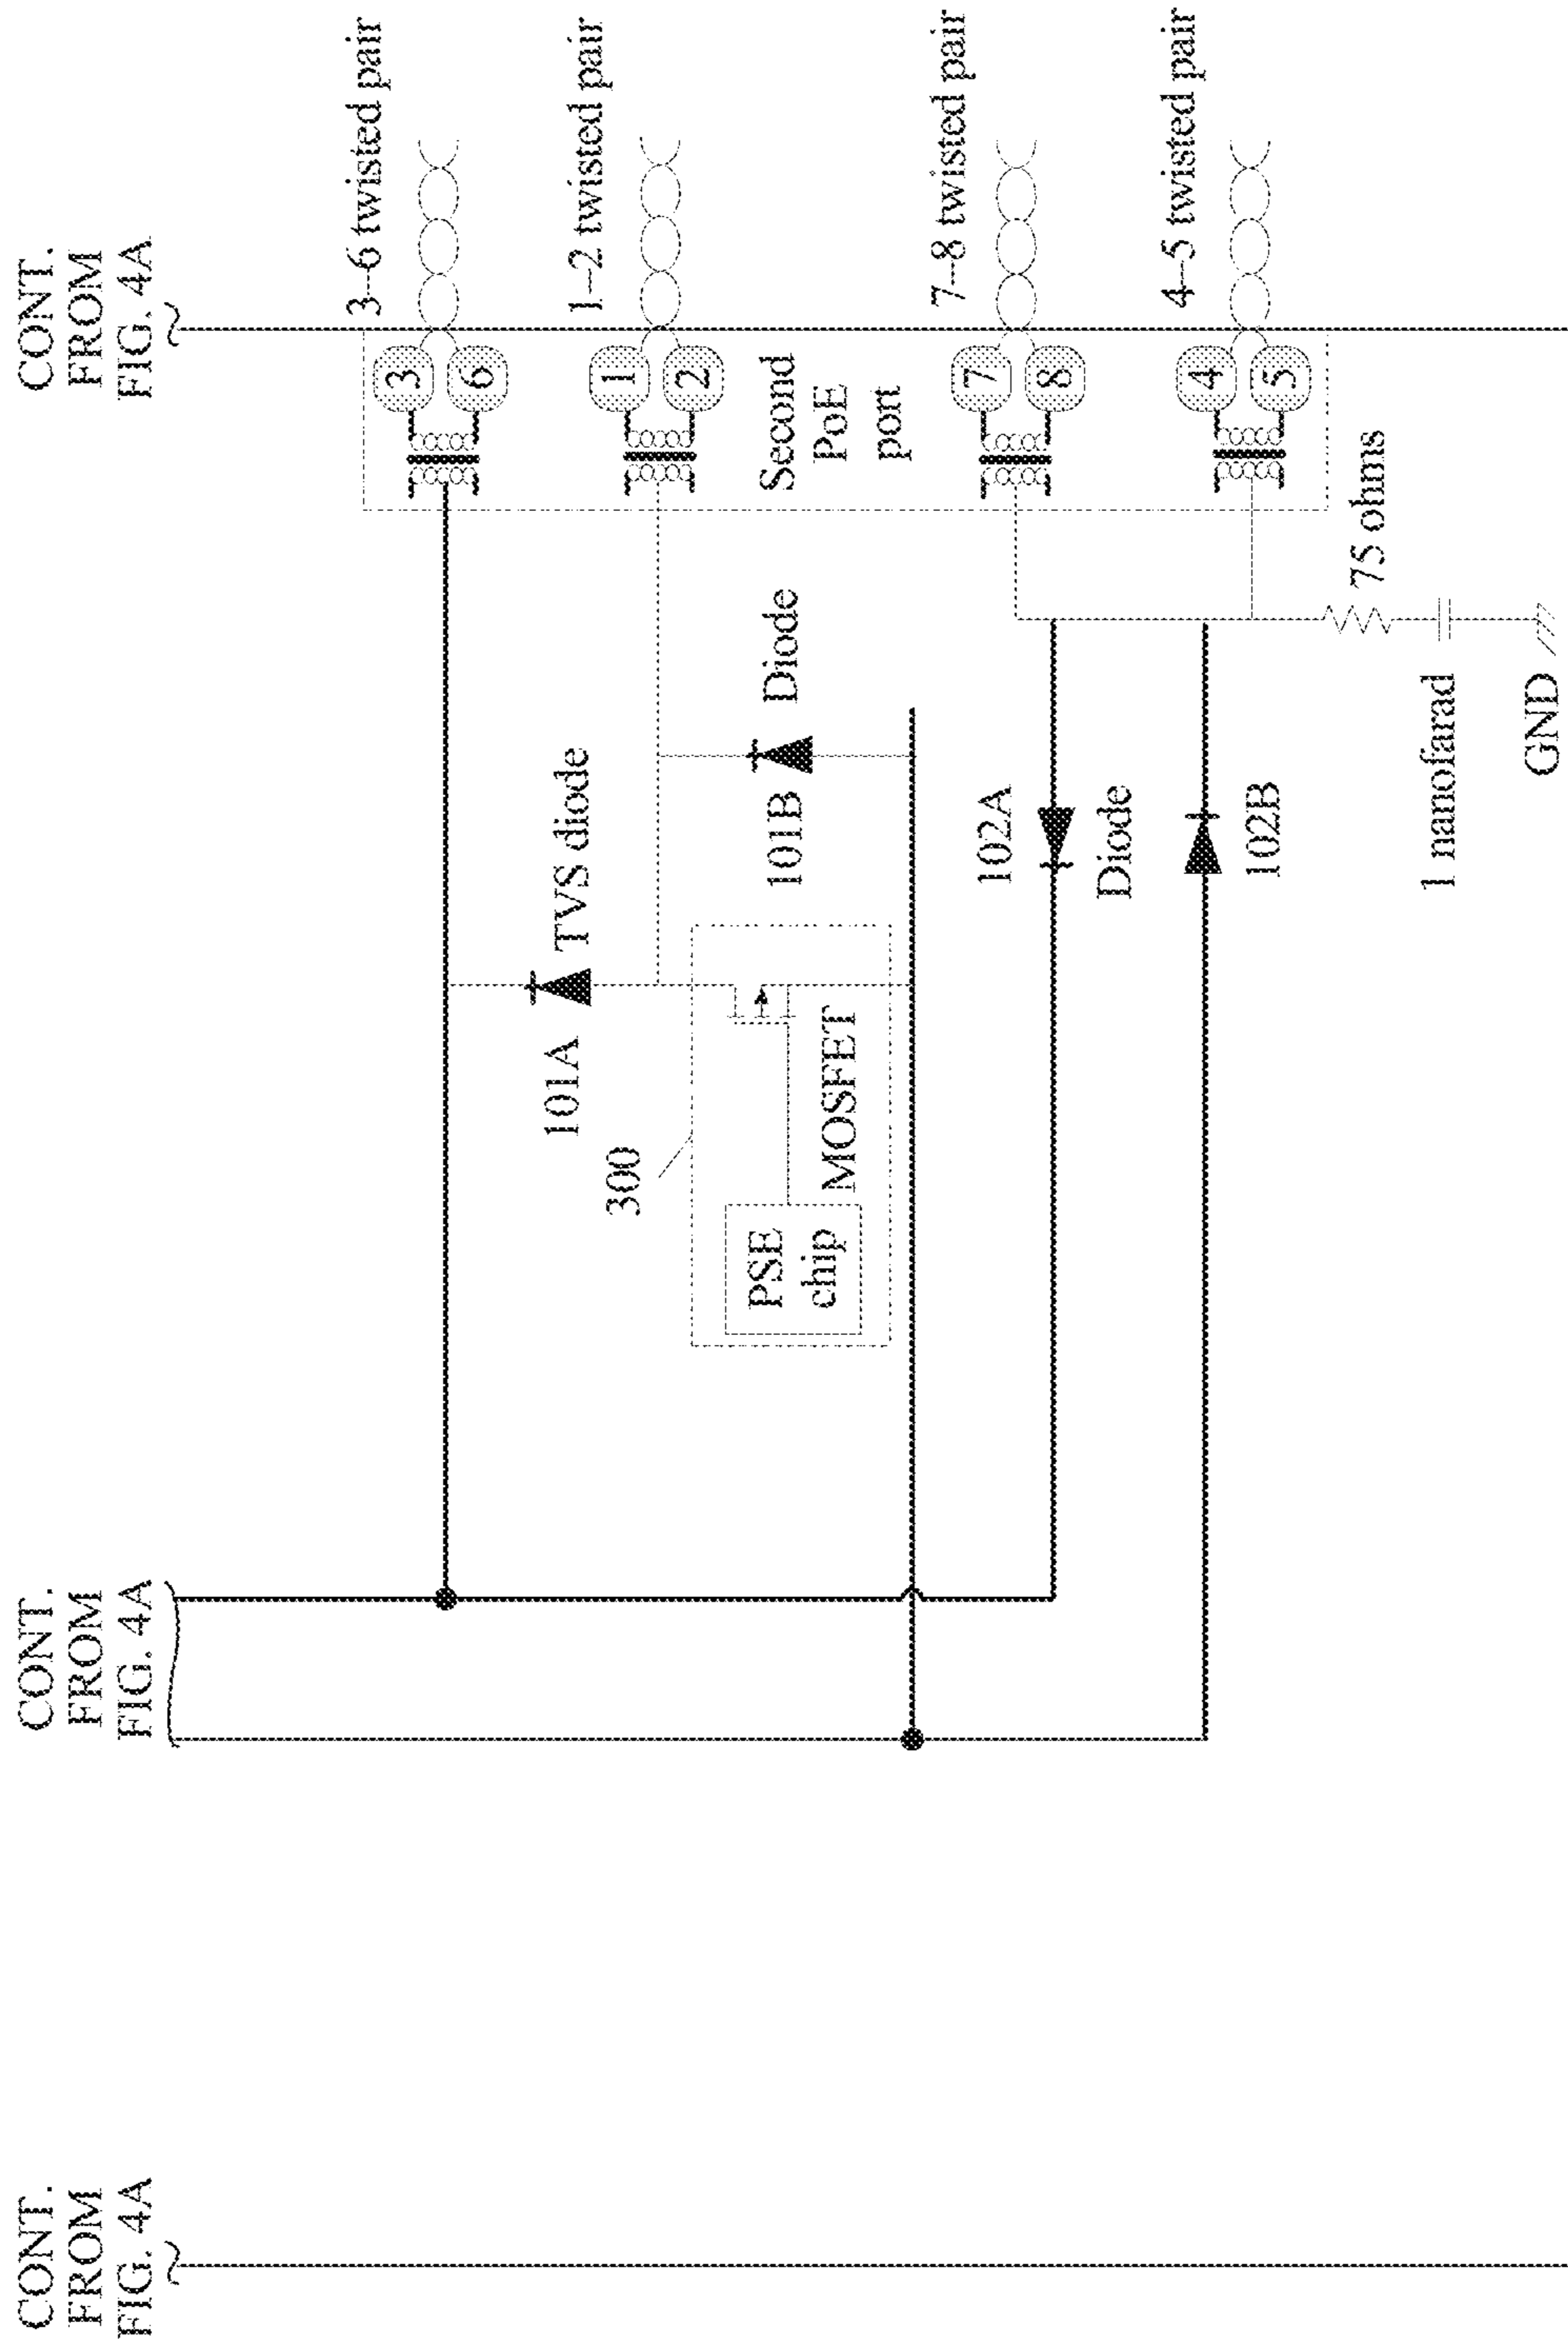 CONT.
FROM
FIG. 4A
CONT.
FROM
FIG. 4A
CONT.
FROM
FIG. 4A
3
6
3–6 twisted pair
1
2
1–2 twisted pair
101A
TVS diode
300
PSE
chip
MOSFET
101B
Diode
Second
PoE
port
7
8
7–8 twisted pair
102A
Diode
4
5
4–5 twisted pair
102B
75 ohms
1 nanofarad
GND